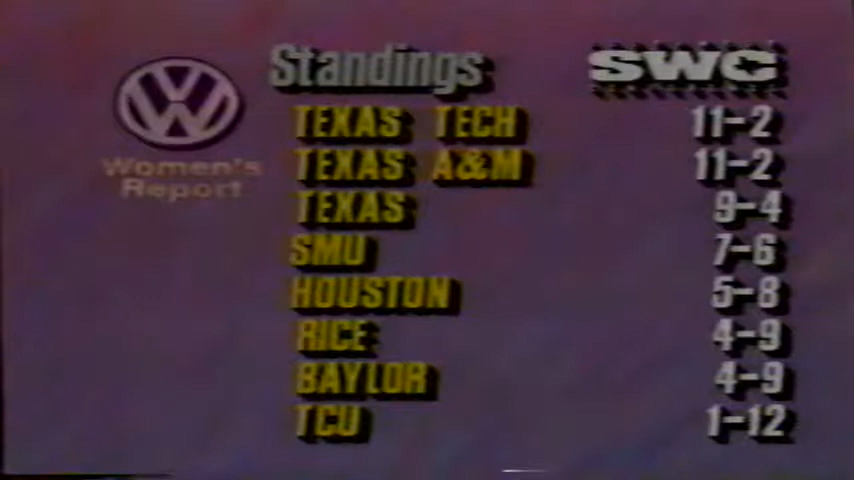 Standings SWC
Women's
Report
TEXAS TECH 11-2
TEXAS A&M 11-2
TEXAS 9-4
SMU 7-6
HOUSTON 5-8
RICE 4-9
BAYLOR 4-9
TCU 1-12